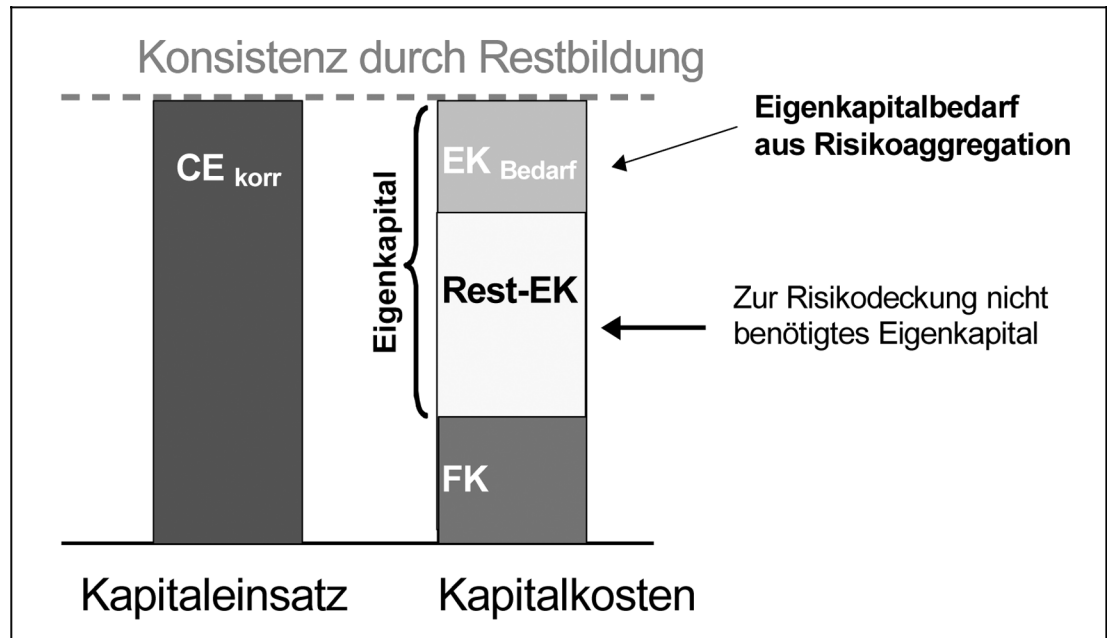 Konsistenz durch Restbildung
CE korr
Eigenkapital
EK Bedarf
Rest-EK
FK
Eigenkapitalbedarf
aus Risikoaggregation
Zur Risikodeckung nicht
benötigtes Eigenkapital
Kapitaleinsatz
Kapitalkosten